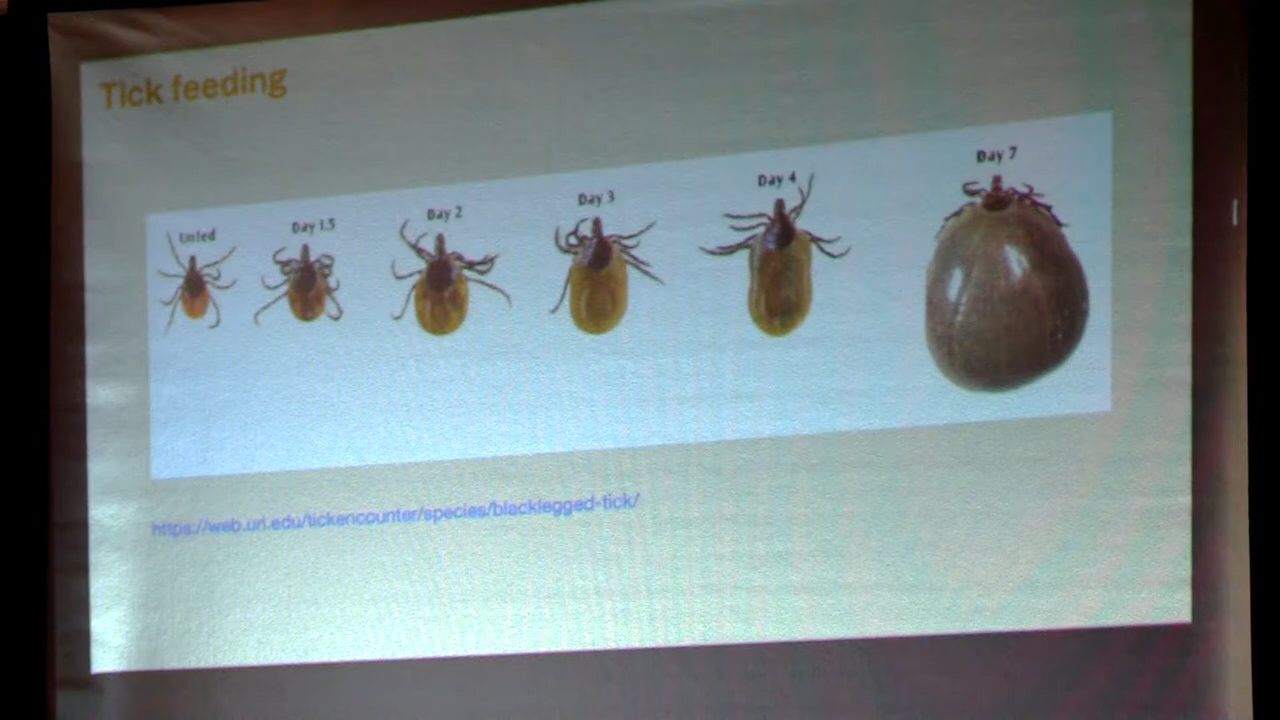 Tick feeding
Unfed
Day 1.5
Day 2
Day 3
Day 4
Day 7
https://web.uri.edu/tickencounter/species/blacklegged-tick/